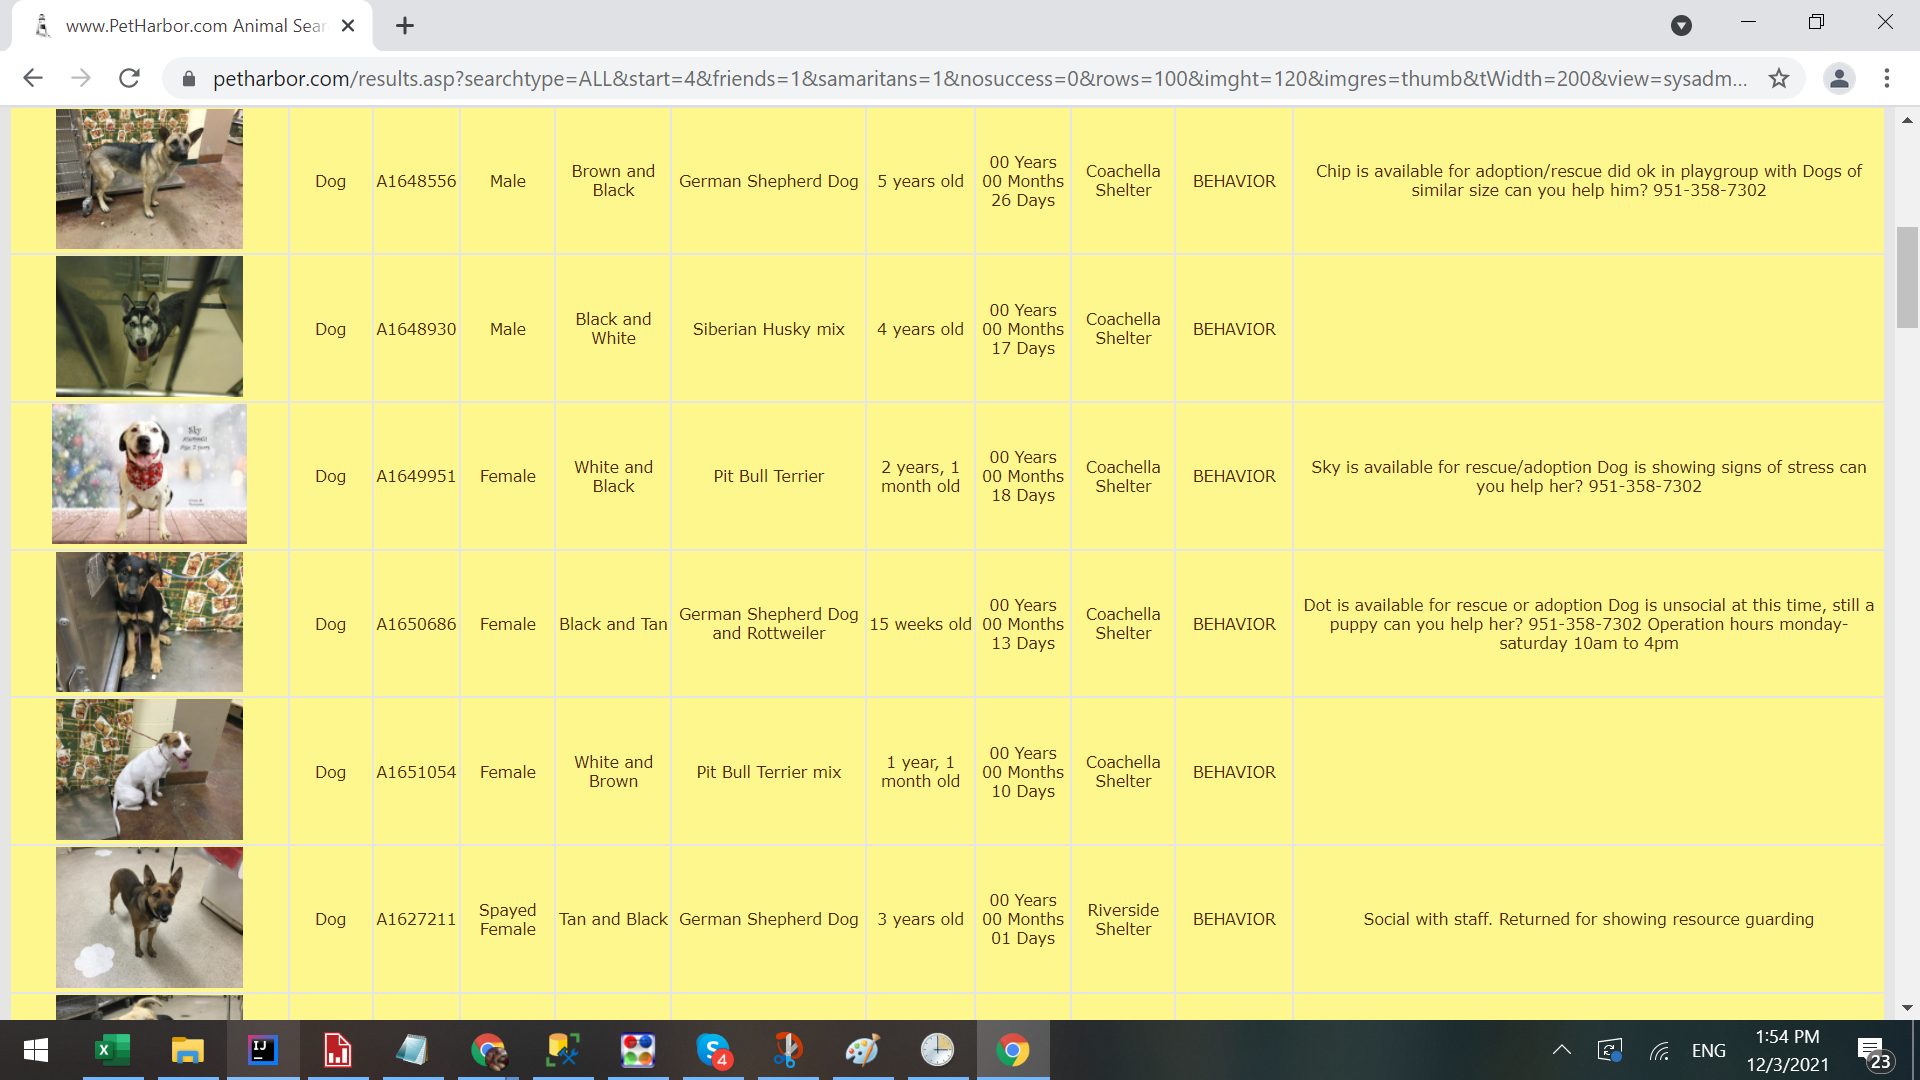 www.PetHarbor.com Animal Sear
petharbor.com/results.asp?searchtype=ALL&start=4&friends=1&samaritans=1&nosuccess=0&rows=100&imght=120&imgres=thumb&tWidth=200&view=sysadm...
Dog
A1648556
Male
Brown and
Black
German Shepherd Dog
5 years old
00 Years
00 Months
26 Days
Coachella
Shelter
BEHAVIOR
Chip is available for adoption/rescue did ok in playgroup with Dogs of
similar size can you help him? 951-358-7302
Dog
A1648930
Male
Black and
White
Siberian Husky mix
4 years old
00 Years
00 Months
17 Days
Coachella
Shelter
BEHAVIOR
Sky
Dog
A1649951
Female
White and
Black
Pit Bull Terrier
2 years, 1
month old
00 Years
00 Months
18 Days
Coachella
Shelter
BEHAVIOR
Sky is available for rescue/adoption Dog is showing signs of stress can
you help her? 951-358-7302
Dog
A1650686
Female
Black and Tan
German Shepherd Dog
and Rottweiler
15 weeks old
00 Years
00 Months
13 Days
Coachella
Shelter
BEHAVIOR
Dot is available for rescue or adoption Dog is unsocial at this time, still a
puppy can you help her? 951-358-7302 Operation hours monday-
saturday 10am to 4pm
Dog
A1651054
Female
White and
Brown
Pit Bull Terrier mix
1 year, 1
month old
00 Years
00 Months
10 Days
Coachella
Shelter
BEHAVIOR
Dog
A1627211
Spayed
Female
Tan and Black
German Shepherd Dog
3 years old
00 Years
00 Months
01 Days
Riverside
Shelter
BEHAVIOR
Social with staff. Returned for showing resource guarding
4
ENG
1:54 PM
12/3/2021
23